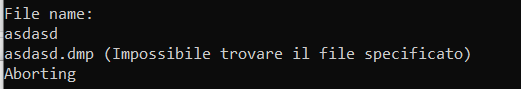 File name:
asdasd
asdasd.dmp (Impossibile trovare il file specificato)
Aborting